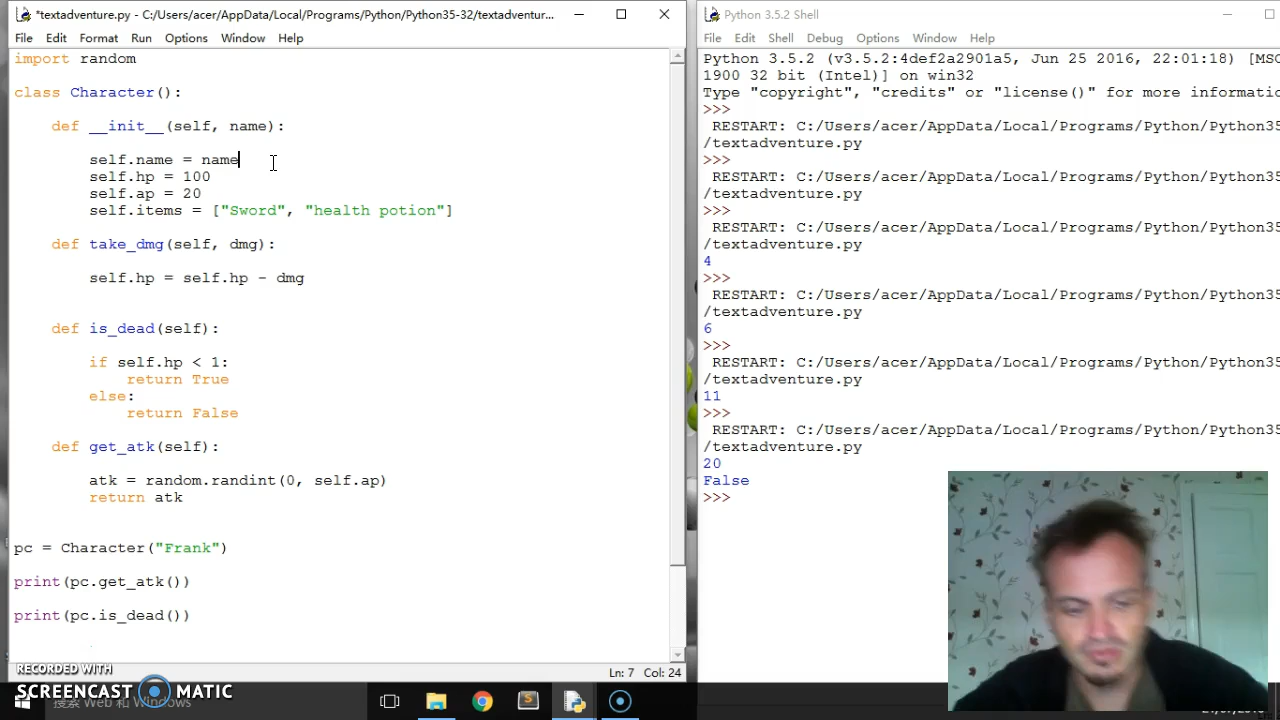 *textadventure.py - C:/Users/acer/AppData/Local/Programs/Python/Python35-32/textadventur...
File Edit Format Run Options Window Help
import random
class Character():
def __init__(self, name):
self.name = name
self.hp = 100
self.ap = 20
self.items = ["Sword", "health potion"]
def take_dmg(self, dmg):
self.hp = self.hp - dmg
def is_dead(self):
if self.hp < 1:
return True
else:
return False
def get_atk(self):
atk = random.randint(0, self.ap)
return atk
pc = Character("Frank")
print(pc.get_atk())
print(pc.is_dead())
Ln: 7 Col: 24
Python 3.5.2 Shell
File Edit Shell Debug Options Window Help
Python 3.5.2 (v3.5.2:4def2a2901a5, Jun 25 2016, 22:01:18) [MSC
1900 32 bit (Intel)] on win32
Type "copyright", "credits" or "license()" for more informatio
>>>
RESTART: C:/Users/acer/AppData/Local/Programs/Python/Python35
/textadventure.py
>>>
RESTART: C:/Users/acer/AppData/Local/Programs/Python/Python35
/textadventure.py
>>>
RESTART: C:/Users/acer/AppData/Local/Programs/Python/Python35
/textadventure.py
4
>>>
RESTART: C:/Users/acer/AppData/Local/Programs/Python/Python35
/textadventure.py
6
>>>
RESTART: C:/Users/acer/AppData/Local/Programs/Python/Python35
/textadventure.py
11
>>>
RESTART: C:/Users/acer/AppData/Local/Programs/Python/Python35
/textadventure.py
20
False
>>>
RECORDED WITH
SCREENCAST MATIC
搜索 Web 和 Windows